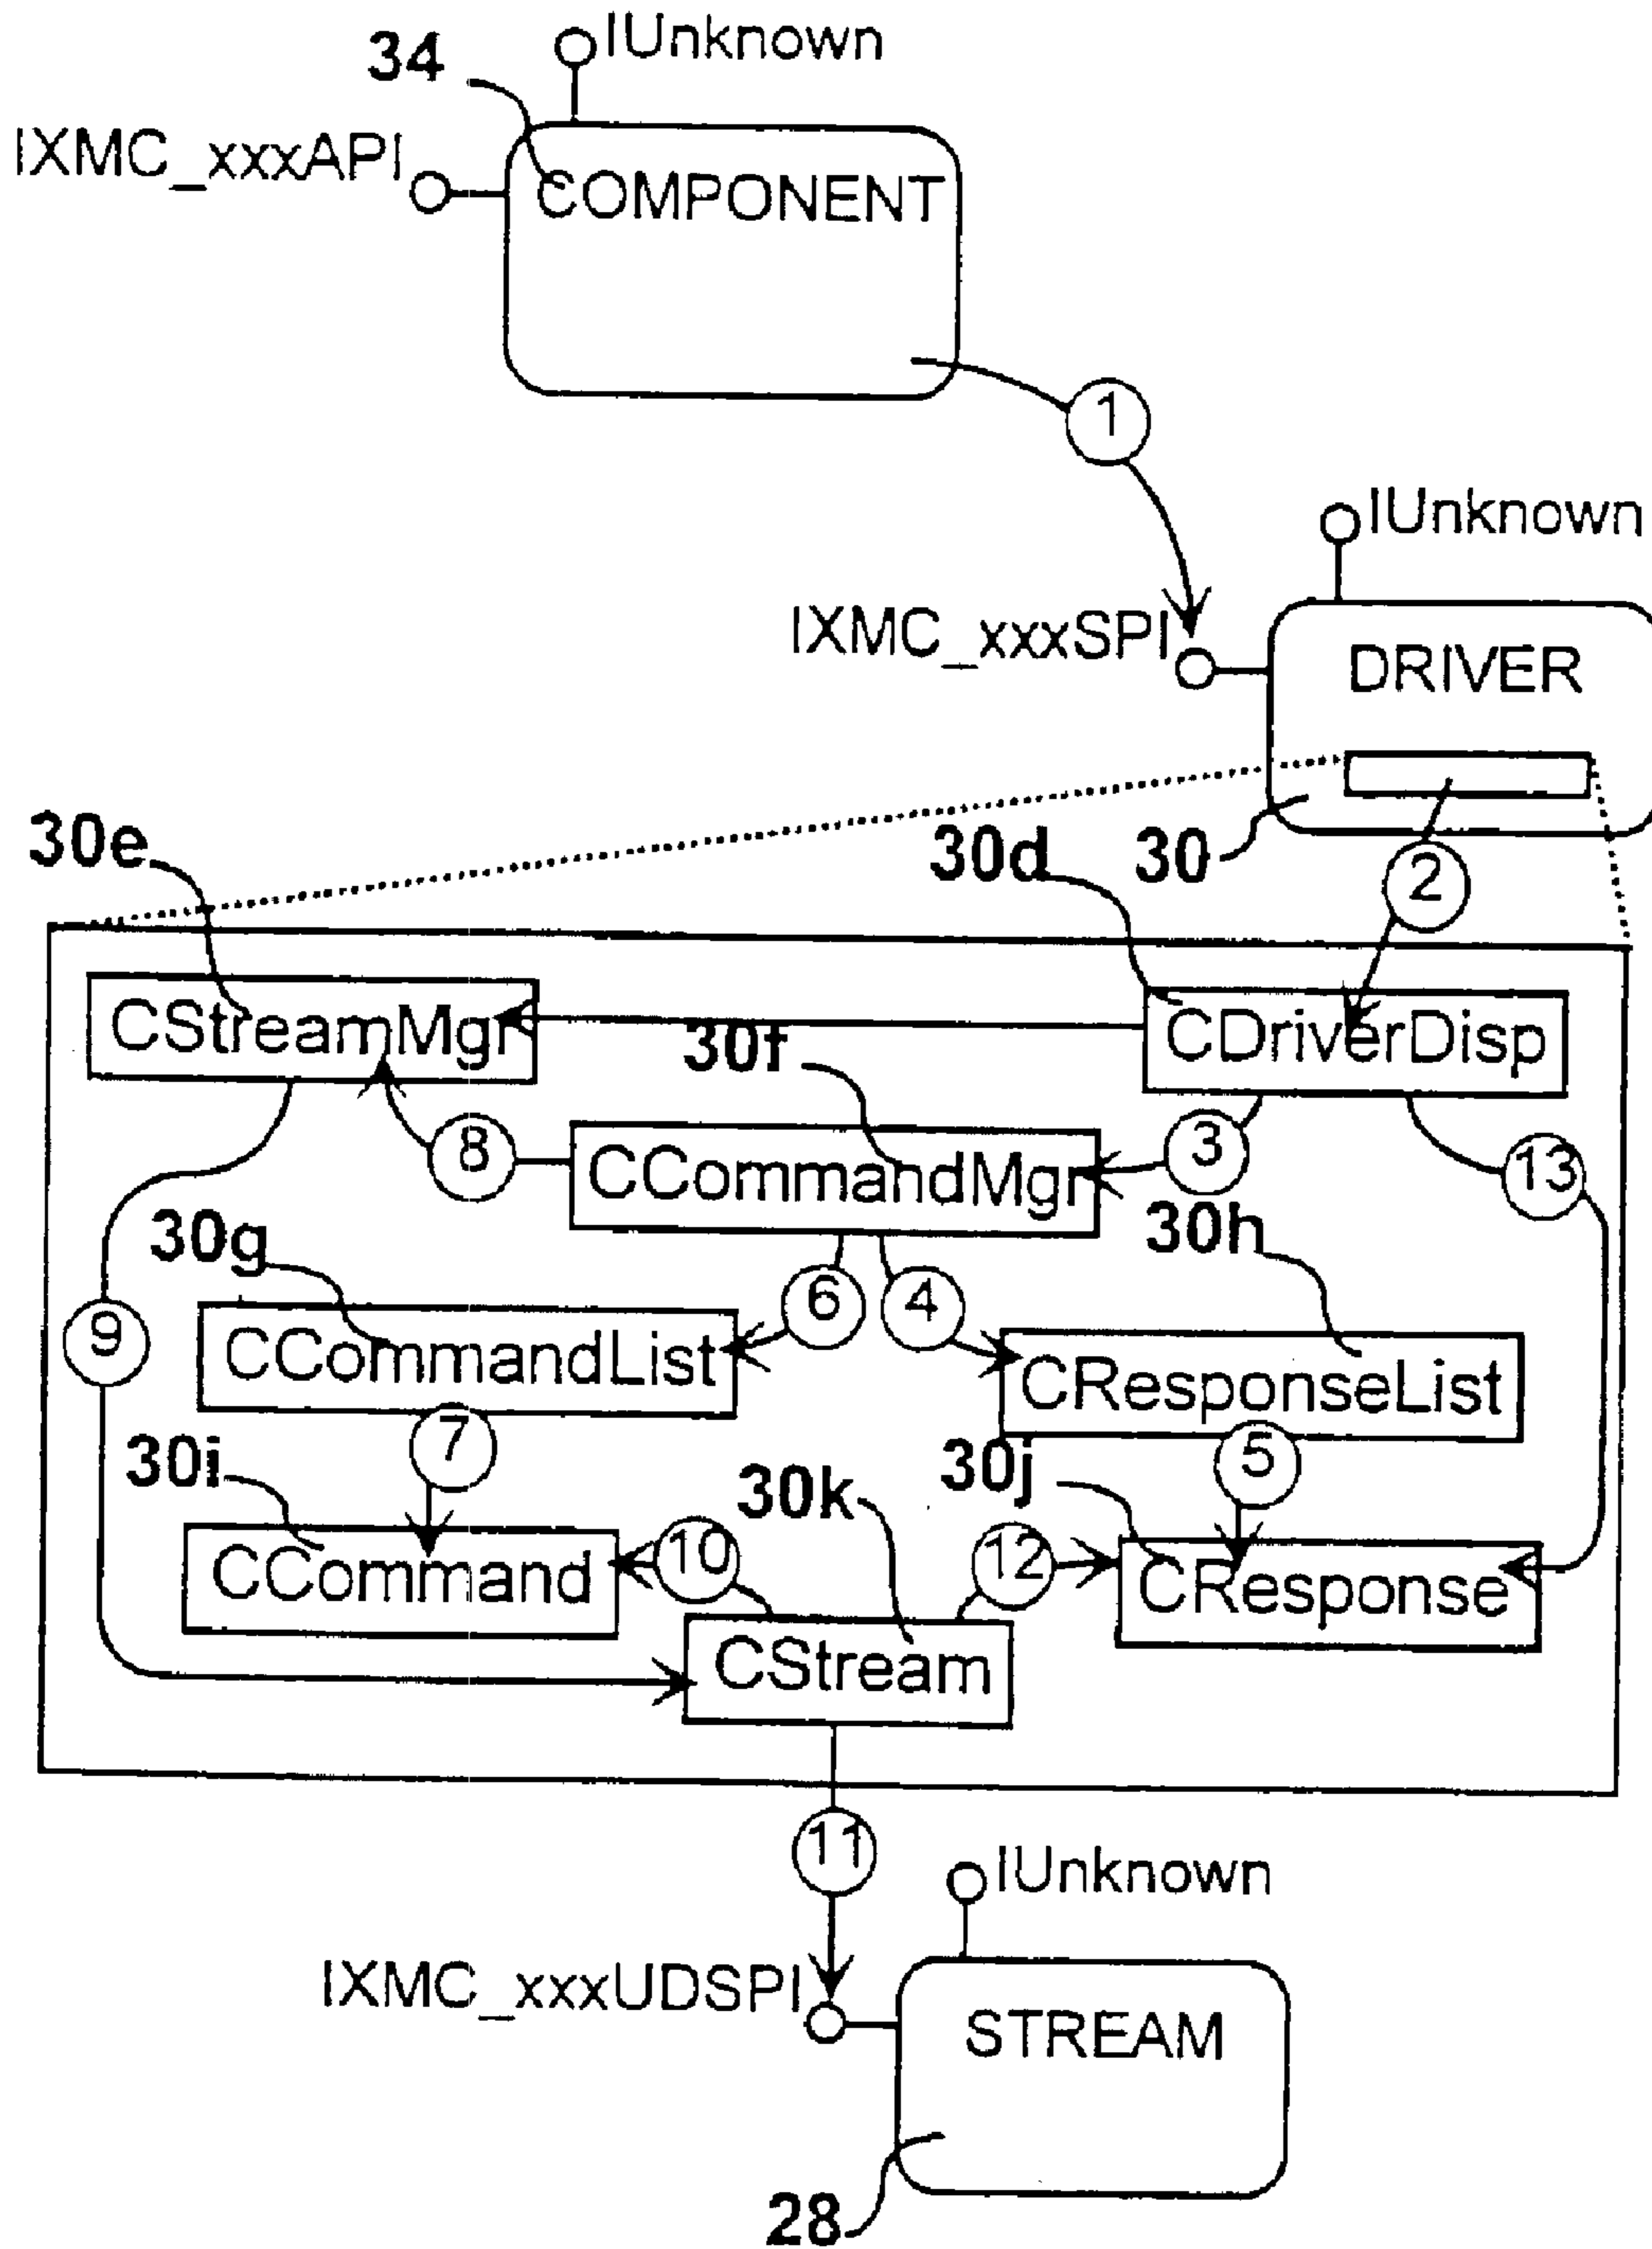 IUnknown
34
IXMC_xxxAPI
COMPONENT
1
IUnknown
IXMC_xxxSPI
DRIVER
30e
30d
30
2
CStreamMgr
CDriverDisp
30f
8
CCommandMgr
3
13
30g
30h
6
4
9
CCommandList
CResponseList
7
5
30i
30k
30j
10
12
CCommand
CResponse
CStream
11
IUnknown
IXMC_xxxUDSPI
STREAM
28